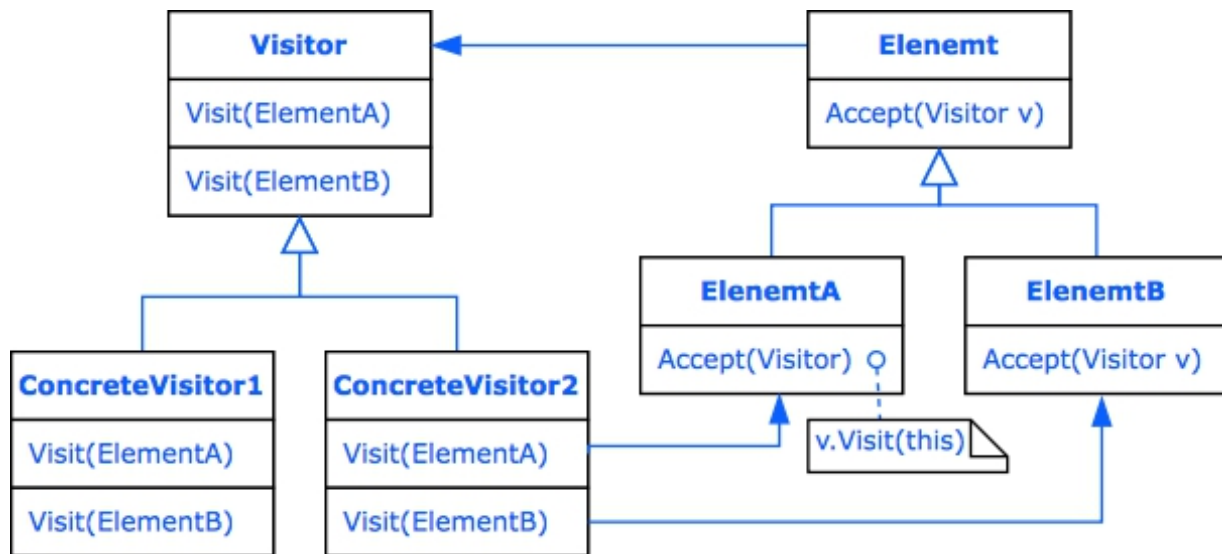 Visitor
Visit(ElementA)
Visit(ElementB)
Elenemt
Accept(Visitor v)
ElenemtA
Accept(Visitor)
ElenemtB
Accept(Visitor v)
v.Visit(this)
ConcreteVisitor1
Visit(ElementA)
Visit(ElementB)
ConcreteVisitor2
Visit(ElementA)
Visit(ElementB)